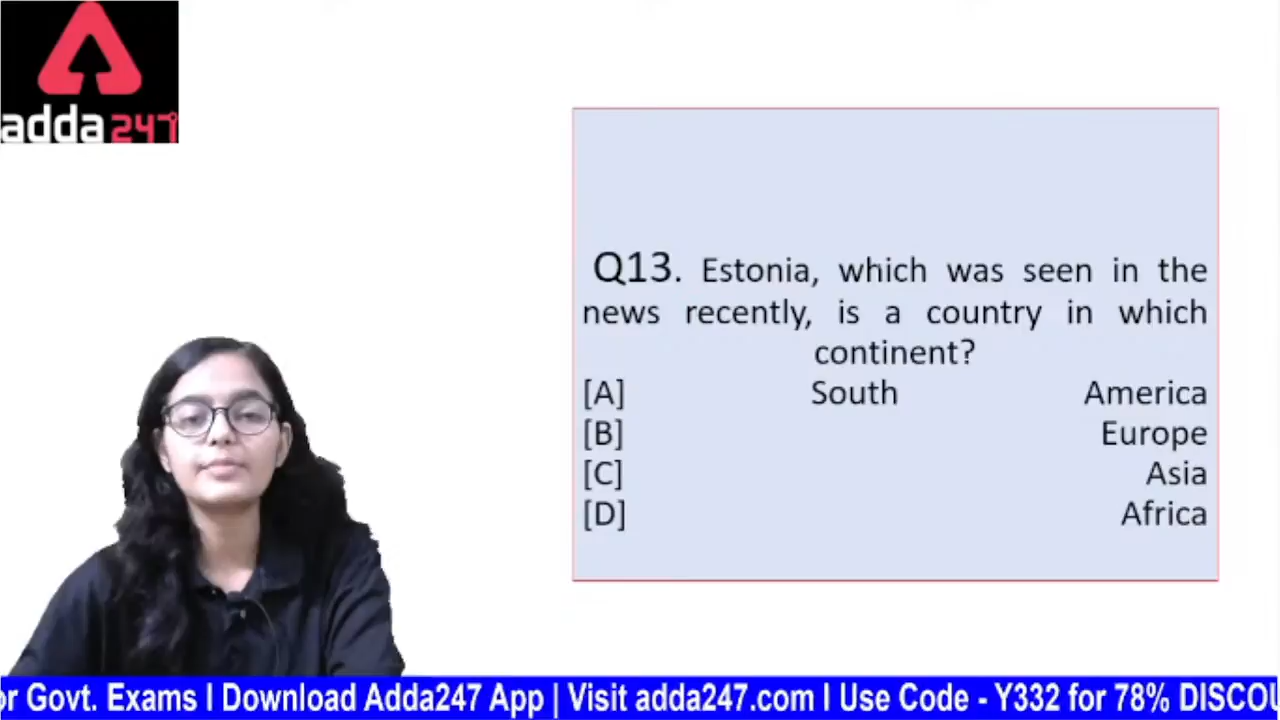 adda247
Q13. Estonia, which was seen in the
news recently, is a country in which
continent?
[A] South America
[B] Europe
[C] Asia
[D] Africa
or Govt. Exams I Download Adda247 App | Visit adda247.com I Use Code - Y332 for 78% DISCOU